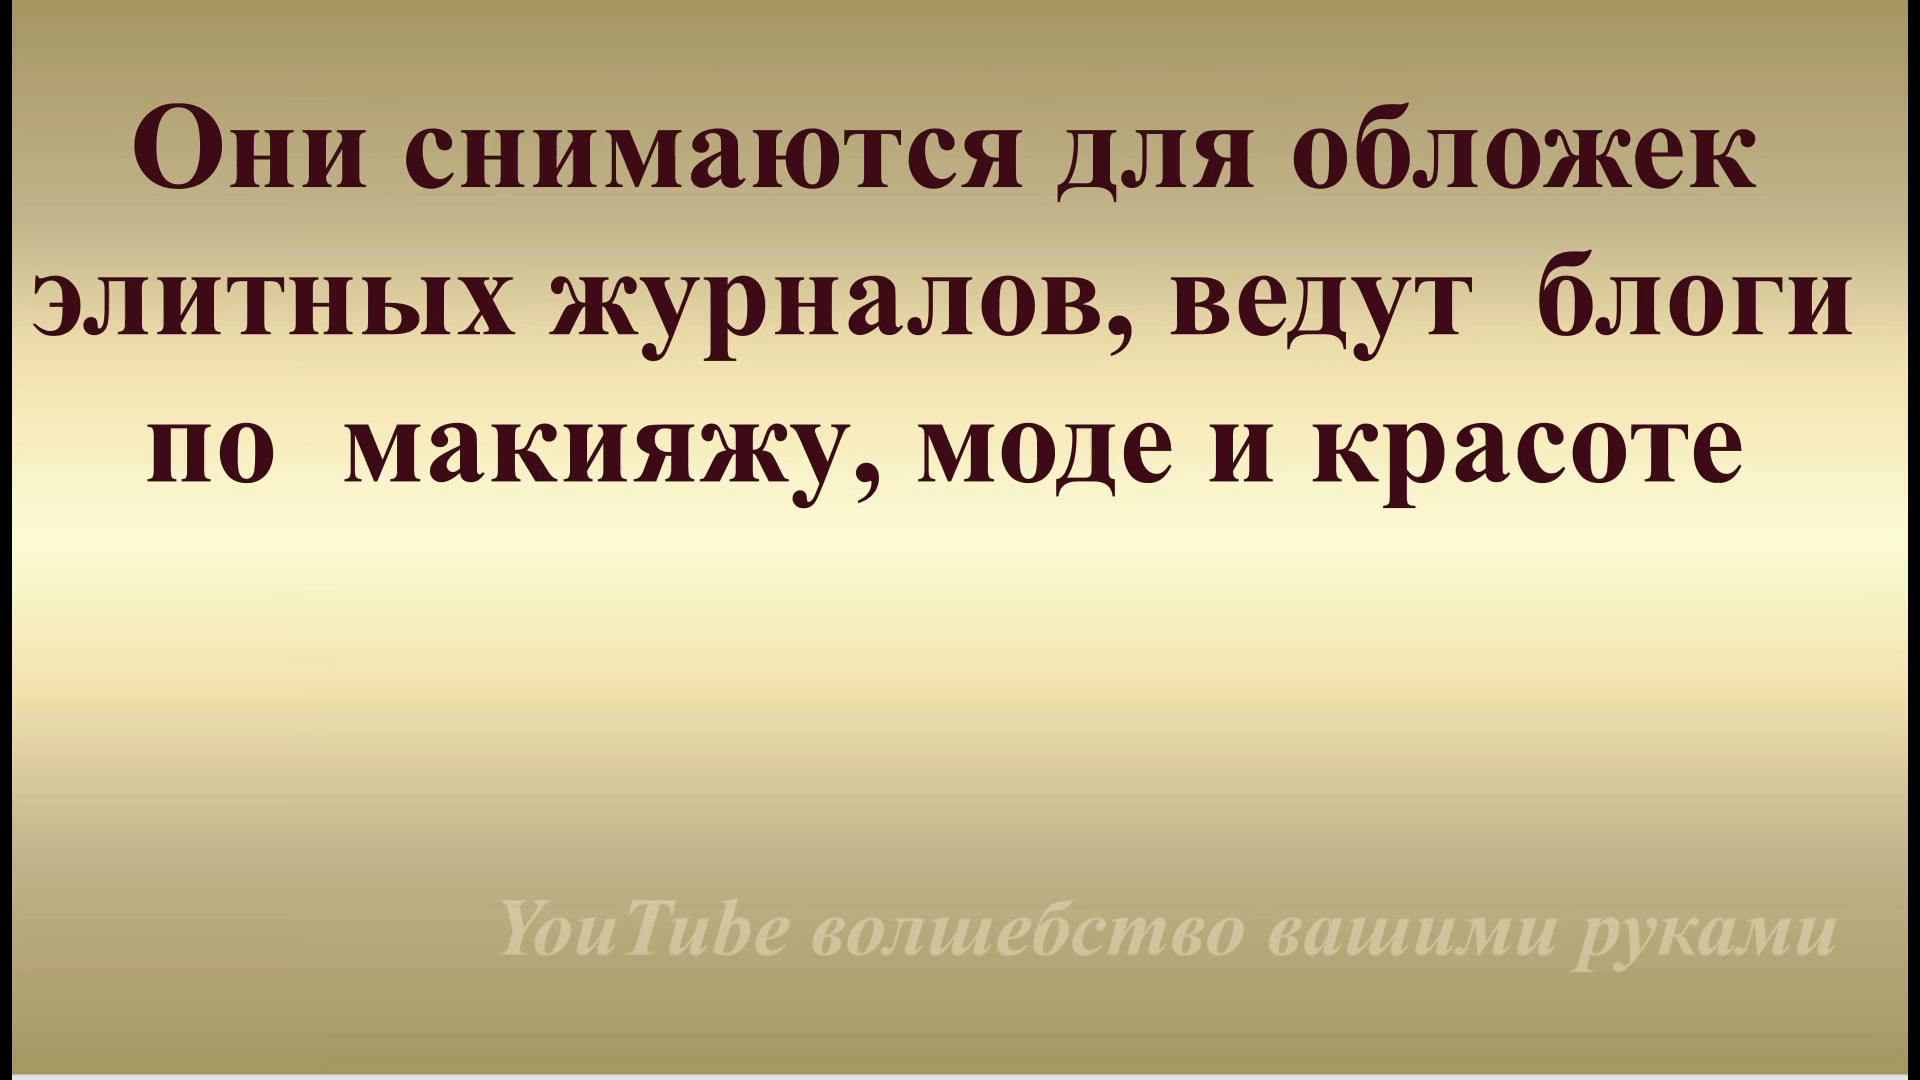 Они снимаются для обложек
элитных журналов, ведут  блоги
по  макияжу, моде и красоте
YouTube волшебство вашими руками